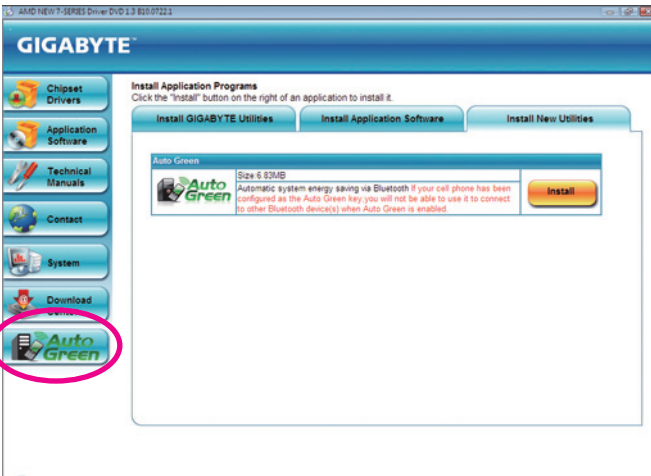 AMD NEW 7-SERIES Driver DVD 1.3 B10.0722.1
GIGABYTE™
Chipset
Drivers
Application
Software
Technical
Manuals
Contact
System
Download
Center
Auto
Green
Install Application Programs
Click the "Install" button on the right of an application to install it.
Install GIGABYTE Utilities
Install Application Software
Install New Utilities
Auto Green
Auto
Green
Size:6.83MB
Automatic system energy saving via Bluetooth If your cell phone has been
configured as the Auto Green key,you will not be able to use it to connect
to other Bluetooth device(s) when Auto Green is enabled.
Install